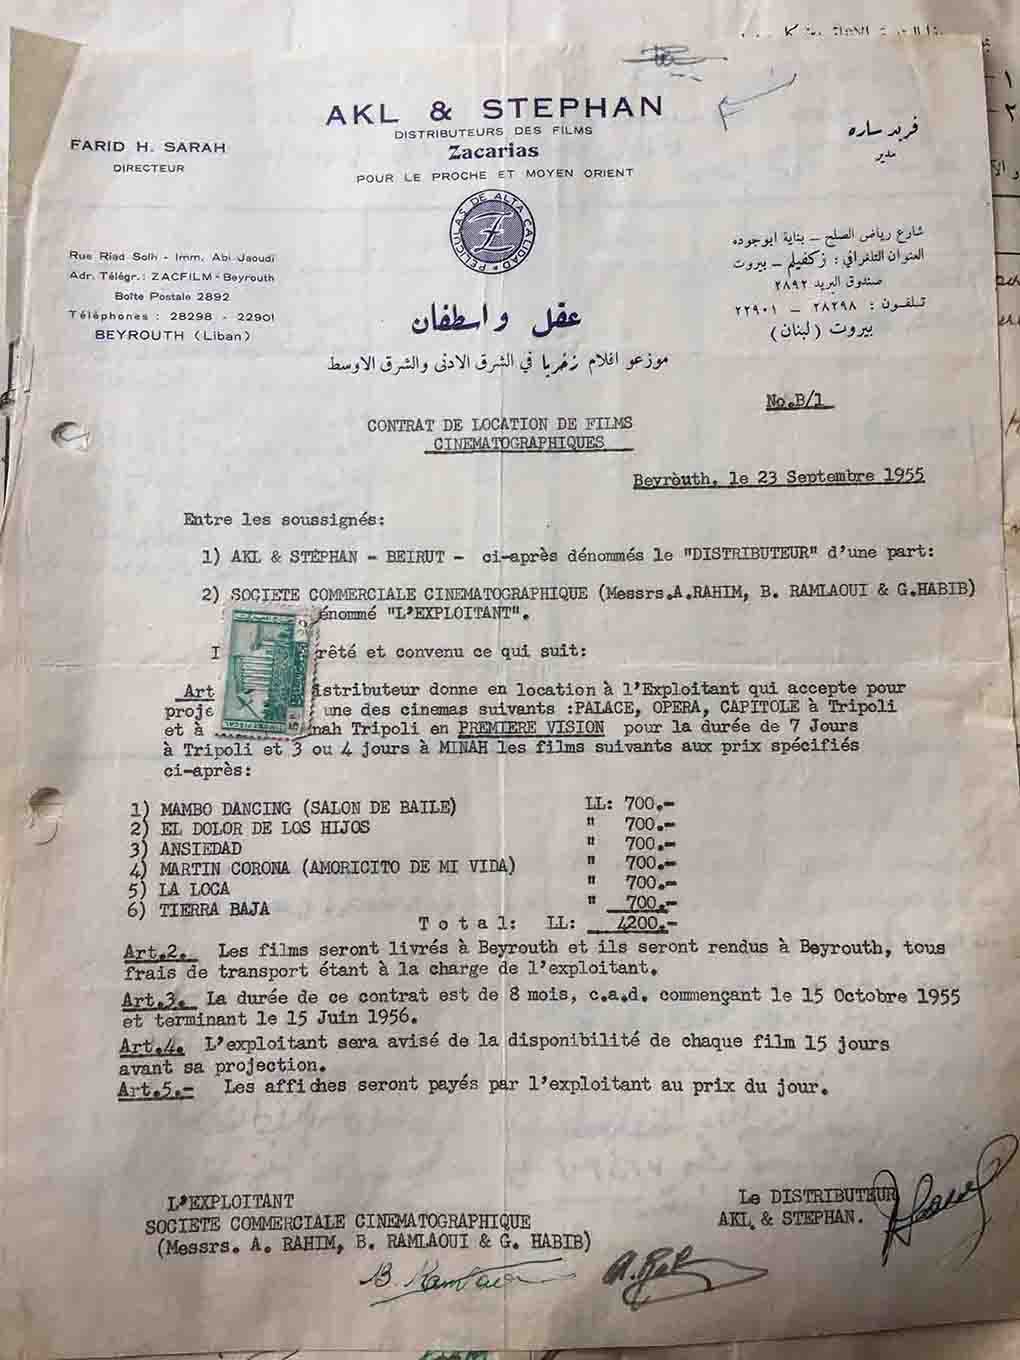 AKL & STEPHAN
DISTRIBUTEURS DES FILMS
Zacarias
POUR LE PROCHE ET MOYEN ORIENT
FARID H. SARAH
DIRECTEUR
فريد ساره
مدير
PELICULAS DE ALTA CALIDAD
Z
Rue Riad Solh - Imm. Abi Jaoudi
Adr. Télégr.: ZACFILM - Beyrouth
Boîte Postale 2892
Téléphones : 28298 - 22901
BEYROUTH (Liban)
شارع رياض الصلح – بناية ابوجوده
العنوان التلغرافي : زكفيلم – بيروت
صندوق البريد ٢٨٩٢
تلفون : ٢٨٢٩٨ – ٢٢٩٠١
بيروت (لبنان)
عقل واسطفان
موزعو افلام زخريا في الشرق الادنى والشرق الاوسط
No.B/1
CONTRAT DE LOCATION DE FILMS
CINEMATOGRAPHIQUES
Beyrouth, le 23 Septembre 1955
Entre les soussignés:
1) AKL & STEPHAN - BEIRUT - ci-après dénommés le "DISTRIBUTEUR" d'une part:
2) SOCIETE COMMERCIALE CINEMATOGRAPHIQUE (Messrs.A.RAHIM, B. RAMLAOUI & G.HABIB)
énommé "L'EXPLOITANT".
I rêté et convenu ce qui suit:
Art istributeur donne en location à l'Exploitant qui accepte pour
proje une des cinemas suivants :PALACE, OPERA, CAPITOLE à Tripoli
et à nah Tripoli en PREMIERE VISION pour la durée de 7 Jours
à Tripoli et 3 ou 4 jours à MINAH les films suivants aux prix spécifiés
ci-après:
1) MAMBO DANCING (SALON DE BAILE) LL: 700.-
2) EL DOLOR DE LOS HIJOS " 700.-
3) ANSIEDAD " 700.-
4) MARTIN CORONA (AMORICITO DE MI VIDA) " 700.-
5) LA LOCA " 700.-
6) TIERRA BAJA " 700.-
Total: LL: 4200.-
Art.2. Les films seront livrés à Beyrouth et ils seront rendus à Beyrouth, tous
frais de transport étant à la charge de l'exploitant.
Art.3. La durée de ce contrat est de 8 mois, c.a.d. commençant le 15 Octobre 1955
et terminant le 15 Juin 1956.
Art.4. L'exploitant sera avisé de la disponibilité de chaque film 15 jours
avant sa projection.
Art.5.- Les affiches seront payés par l'exploitant au prix du jour.
L'EXPLOITANT
SOCIETE COMMERCIALE CINEMATOGRAPHIQUE
(Messrs. A. RAHIM, B. RAMLAOUI & G. HABIB)
Le DISTRIBUTEUR
AKL & STEPHAN.
B. Ramlaoui